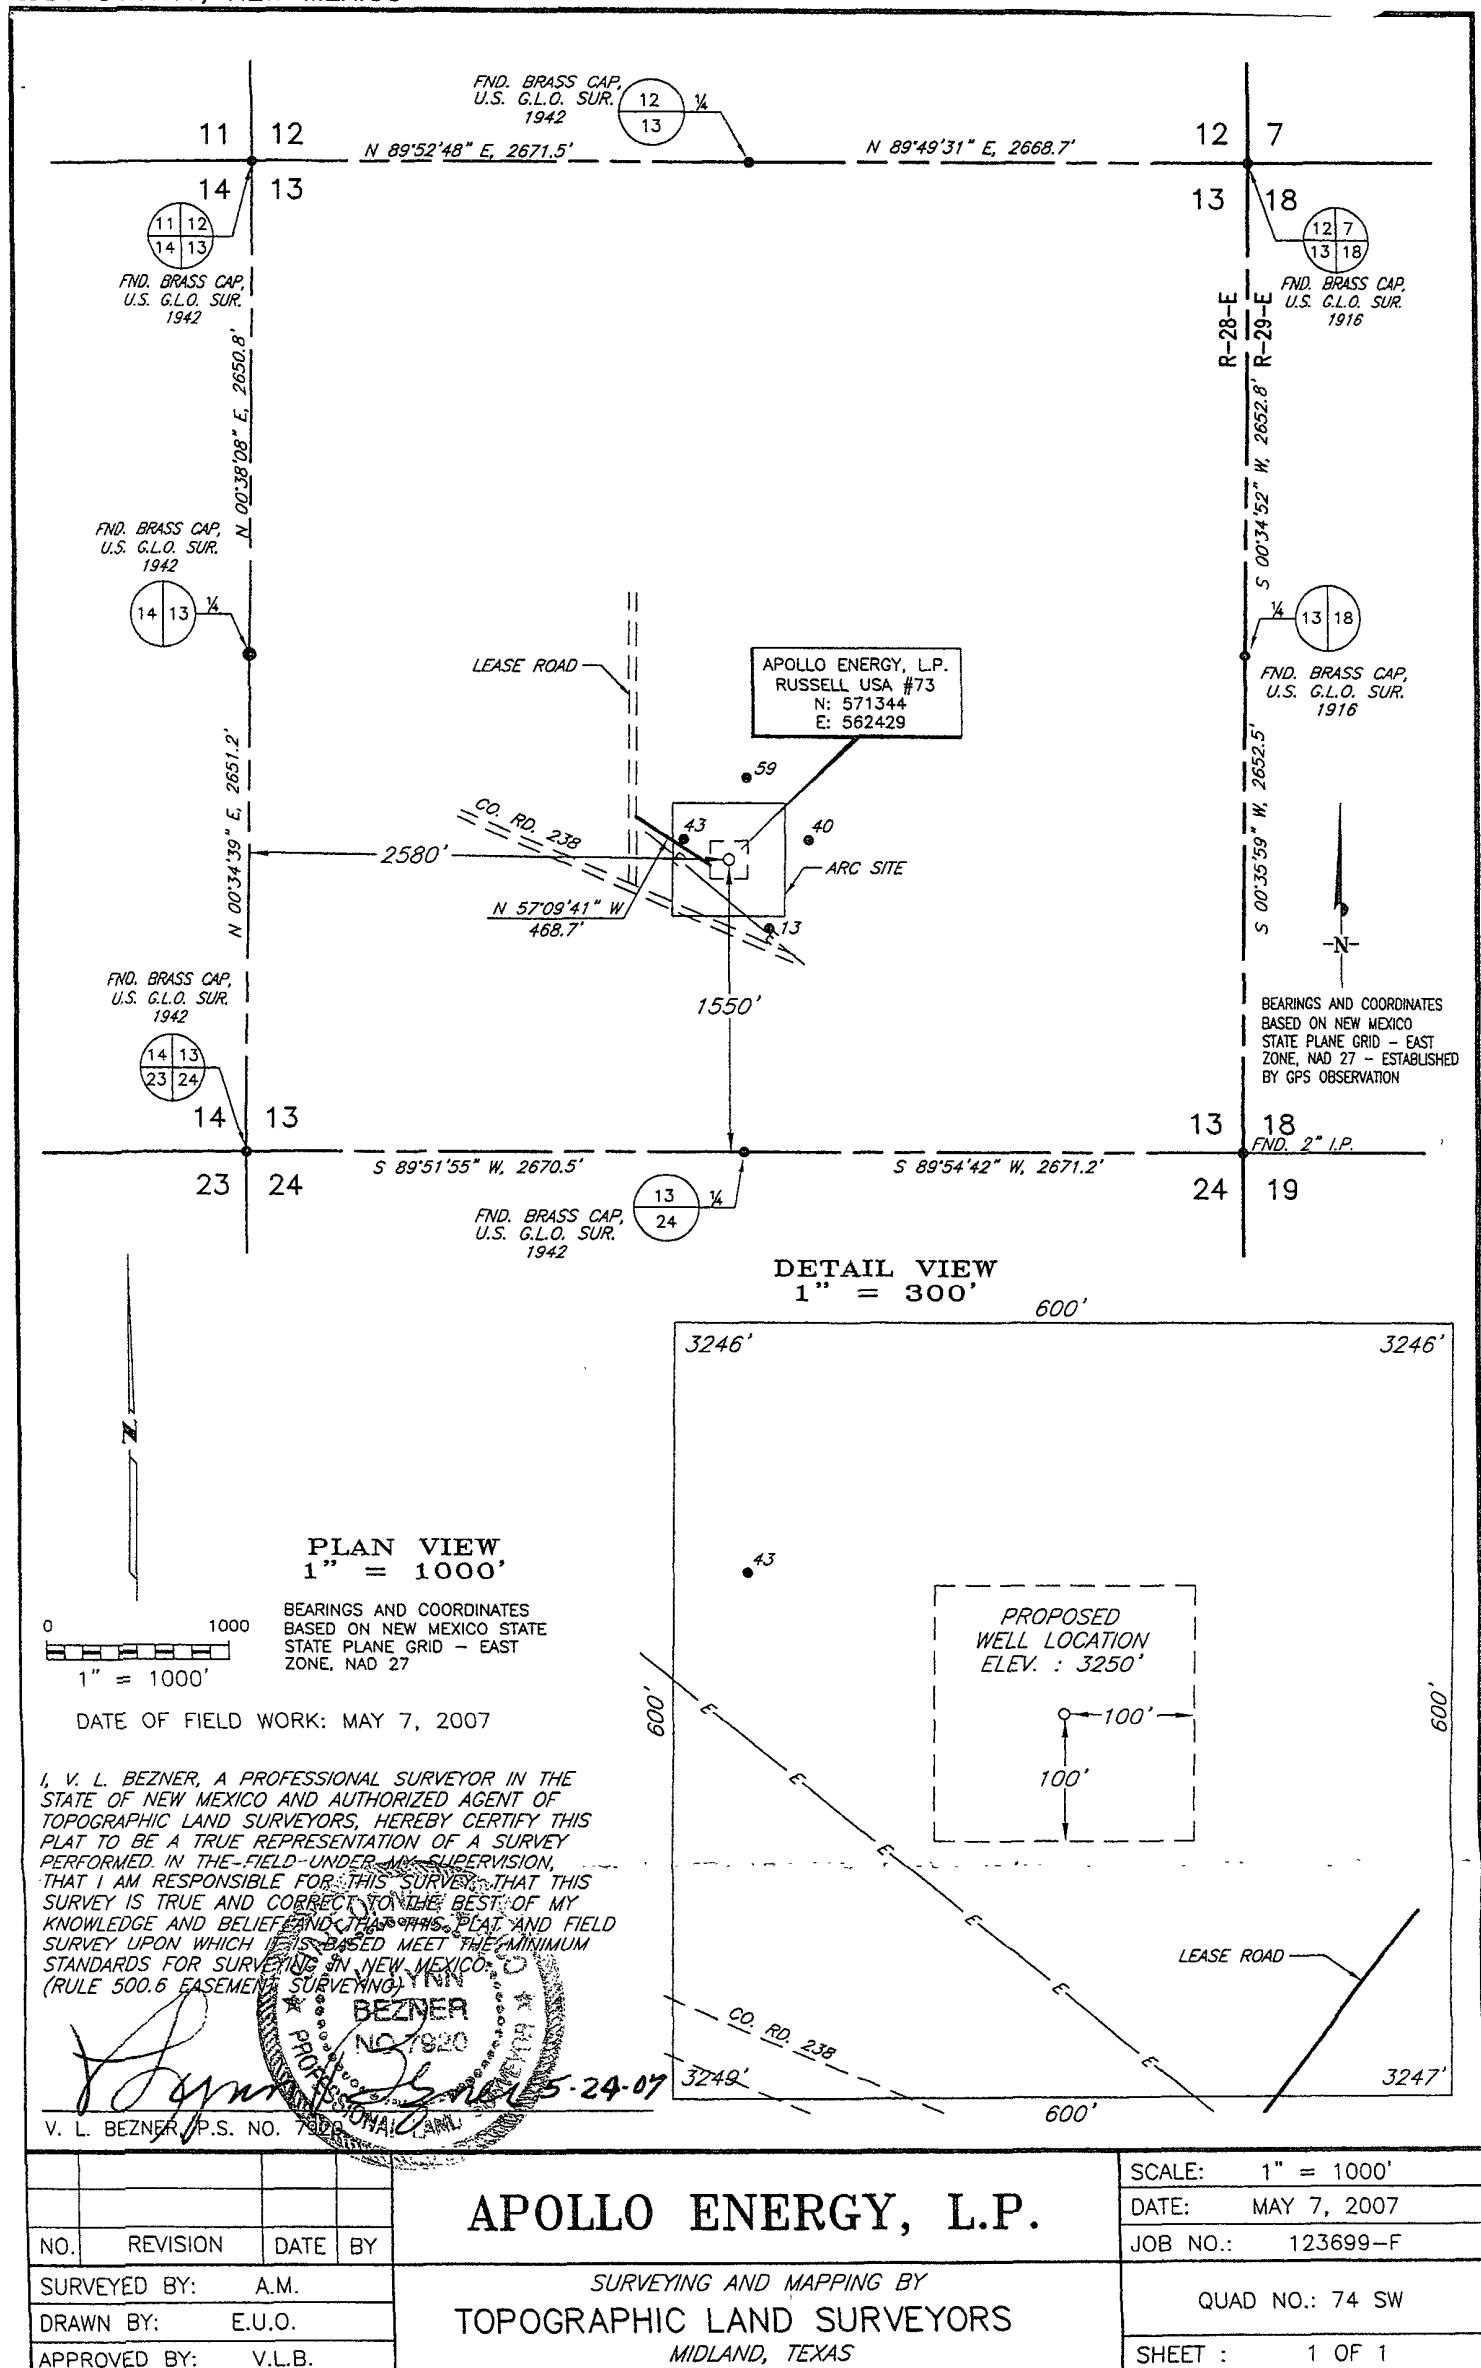 FND. BRASS CAP,
U.S. G.L.O. SUR.
1942
12
13
1/4
11 12
14 13
N 89°52'48" E, 2671.5'
N 89°49'31" E, 2668.7'
12 7
13 18
11 12
14 13
FND. BRASS CAP,
U.S. G.L.O. SUR.
1942
12 7
13 18
FND. BRASS CAP,
U.S. G.L.O. SUR.
1916
R-28-E
R-29-E
N 00°38'08" E, 2650.8'
S 00°34'52" W, 2652.8'
FND. BRASS CAP,
U.S. G.L.O. SUR.
1942
14 13
1/4
1/4
13 18
FND. BRASS CAP,
U.S. G.L.O. SUR.
1916
LEASE ROAD
APOLLO ENERGY, L.P.
RUSSELL USA #73
N: 571344
E: 562429
N 00°34'39" E, 2651.2'
S 00°35'59" W, 2652.5'
59
CO. RD. 238
43
40
2580'
ARC SITE
N 57°09'41" W
468.7'
13
E
E
1550'
-N-
BEARINGS AND COORDINATES
BASED ON NEW MEXICO
STATE PLANE GRID - EAST
ZONE, NAD 27 - ESTABLISHED
BY GPS OBSERVATION
FND. BRASS CAP,
U.S. G.L.O. SUR.
1942
14 13
23 24
14 13
23 24
S 89°51'55" W, 2670.5'
S 89°54'42" W, 2671.2'
13 18
FND. 2" I.P.
24 19
13
24
1/4
FND. BRASS CAP,
U.S. G.L.O. SUR.
1942
DETAIL VIEW
1" = 300'
600'
3246'
3246'
N
PLAN VIEW
1" = 1000'
43
BEARINGS AND COORDINATES
BASED ON NEW MEXICO STATE
STATE PLANE GRID - EAST
ZONE, NAD 27
0 1000
1" = 1000'
DATE OF FIELD WORK: MAY 7, 2007
PROPOSED
WELL LOCATION
ELEV. : 3250'
100'
100'
600'
600'
E
E
E
E
E
E
I, V. L. BEZNER, A PROFESSIONAL SURVEYOR IN THE
STATE OF NEW MEXICO AND AUTHORIZED AGENT OF
TOPOGRAPHIC LAND SURVEYORS, HEREBY CERTIFY THIS
PLAT TO BE A TRUE REPRESENTATION OF A SURVEY
PERFORMED IN THE FIELD UNDER MY SUPERVISION,
THAT I AM RESPONSIBLE FOR THIS SURVEY, THAT THIS
SURVEY IS TRUE AND CORRECT TO THE BEST OF MY
KNOWLEDGE AND BELIEF, AND THAT THIS PLAT AND FIELD
SURVEY UPON WHICH IT IS BASED MEET THE MINIMUM
STANDARDS FOR SURVEYING IN NEW MEXICO.
(RULE 500.6 EASEMENT SURVEYING)
LYNN
BEZNER
NO. 7920
PROFESSIONAL LAND SURVEYOR
V Lynn Bezner 5-24-07
V. L. BEZNER, P.S. NO. 7920
LEASE ROAD
CO. RD. 238
3249'
3247'
600'
NO. REVISION DATE BY
SURVEYED BY: A.M.
DRAWN BY: E.U.O.
APPROVED BY: V.L.B.
APOLLO ENERGY, L.P.
SURVEYING AND MAPPING BY
TOPOGRAPHIC LAND SURVEYORS
MIDLAND, TEXAS
SCALE: 1" = 1000'
DATE: MAY 7, 2007
JOB NO.: 123699-F
QUAD NO.: 74 SW
SHEET : 1 OF 1